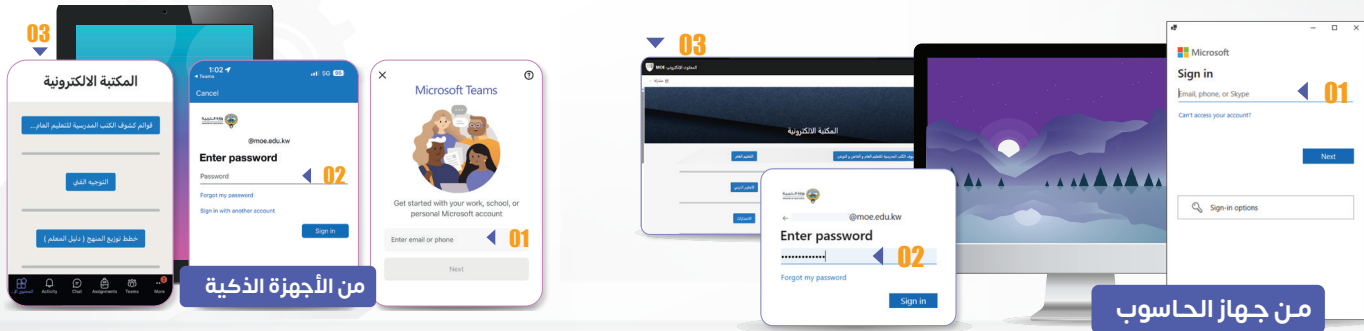 03
المكتبة الالكترونية
قوائم كشوف الكتب المدرسية للتعليم العام...
التوجيه الفني
خطط توزيع المنهج ( دليل المعلم )
Activity
Chat
Assignments
Teams
More
1:02
Teams
5G
Cancel
@moe.edu.kw
Enter password
Password
02
Forgot my password
Sign in with another account
Sign in
من الأجهزة الذكية
Microsoft Teams
Get started with your work, school, or
personal Microsoft account
Enter email or phone
01
Next
03
المكتبة الالكترونية
التعليم العام
التعليم الديني
@moe.edu.kw
Enter password
02
Forgot my password
Sign in
Microsoft
Sign in
Email, phone, or Skype
01
Can't access your account?
Next
Sign-in options
من جهاز الحاسوب